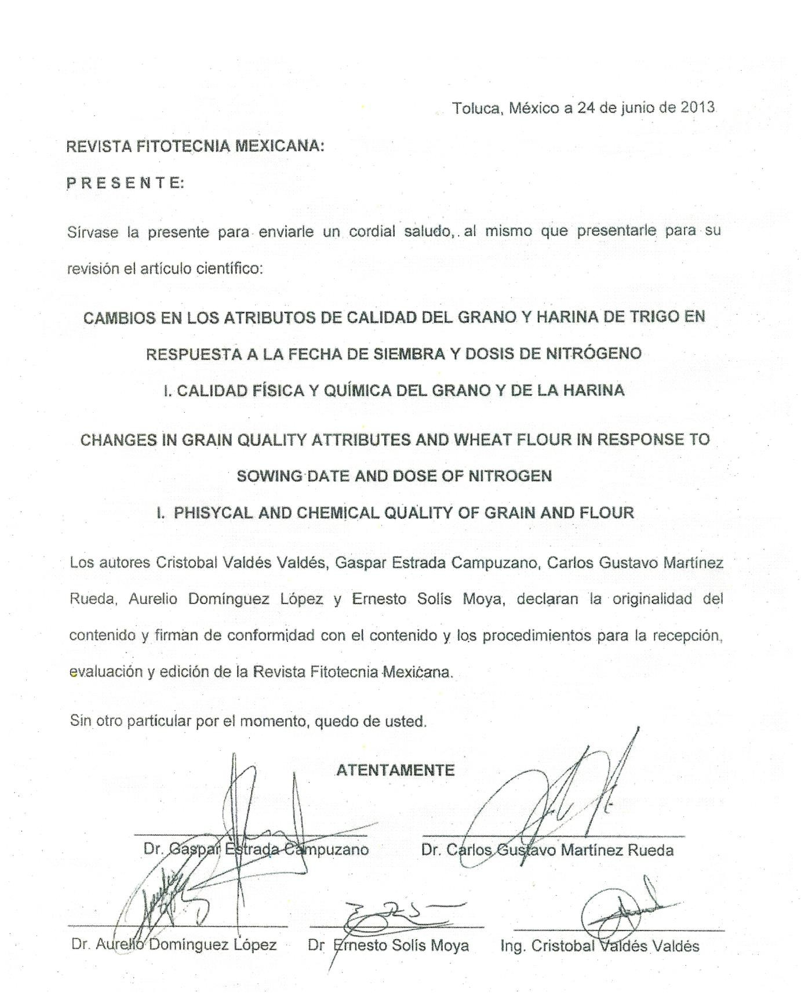 Toluca, México a 24 de junio de 2013
REVISTA FITOTECNIA MEXICANA:
P R E S E N T E:
Sírvase la presente para enviarle un cordial saludo, al mismo que presentarle para su
revisión el artículo científico:
CAMBIOS EN LOS ATRIBUTOS DE CALIDAD DEL GRANO Y HARINA DE TRIGO EN
RESPUESTA A LA FECHA DE SIEMBRA Y DOSIS DE NITRÓGENO
I. CALIDAD FÍSICA Y QUÍMICA DEL GRANO Y DE LA HARINA
CHANGES IN GRAIN QUALITY ATTRIBUTES AND WHEAT FLOUR IN RESPONSE TO
SOWING DATE AND DOSE OF NITROGEN
I. PHISYCAL AND CHEMICAL QUALITY OF GRAIN AND FLOUR
Los autores Cristobal Valdés Valdés, Gaspar Estrada Campuzano, Carlos Gustavo Martínez
Rueda, Aurelio Domínguez López y Ernesto Solís Moya, declaran la originalidad del
contenido y firman de conformidad con el contenido y los procedimientos para la recepción,
evaluación y edición de la Revista Fitotecnia Mexicana.
Sin otro particular por el momento, quedo de usted.
ATENTAMENTE
Dr. Gaspar Estrada Campuzano Dr. Carlos Gustavo Martínez Rueda
Dr. Aurelio Domínguez López Dr Ernesto Solís Moya Ing. Cristobal Valdés Valdés